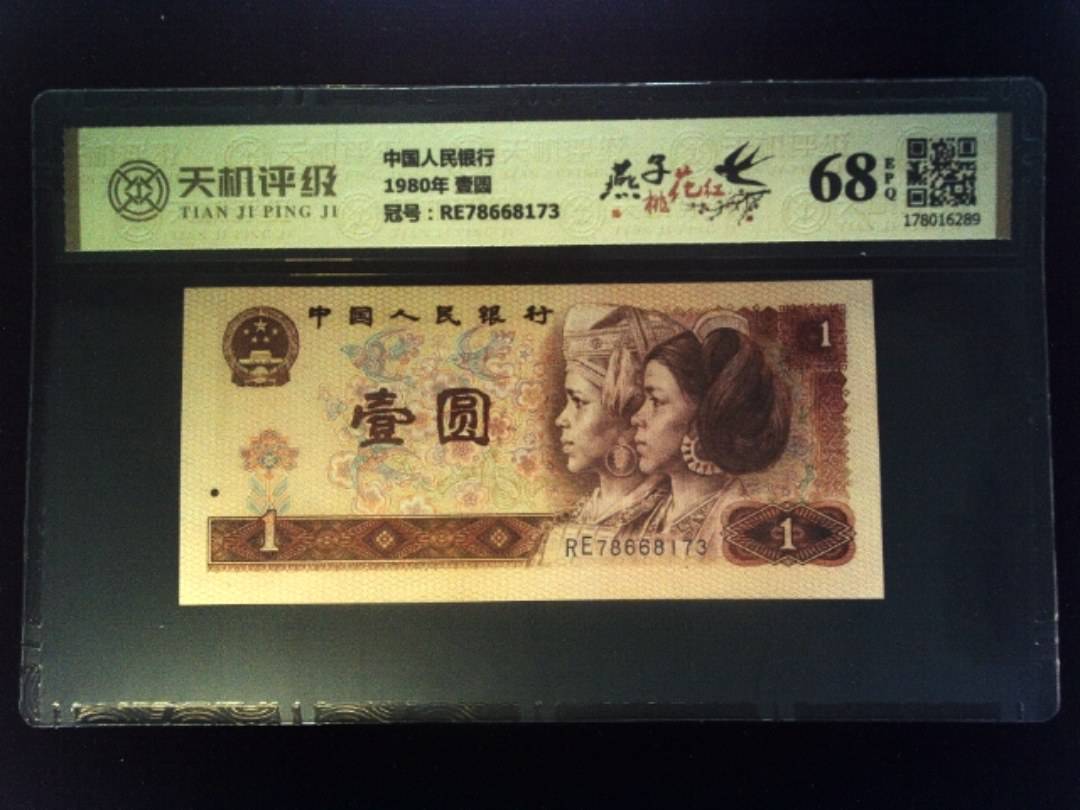 天机评级
TIAN JI PING JI
中国人民银行
1980年 壹圆
冠号：RE78668173
燕子
桃花红
68
EPQ
178016289
中国人民银行
1
壹圆
1
RE78668173
1